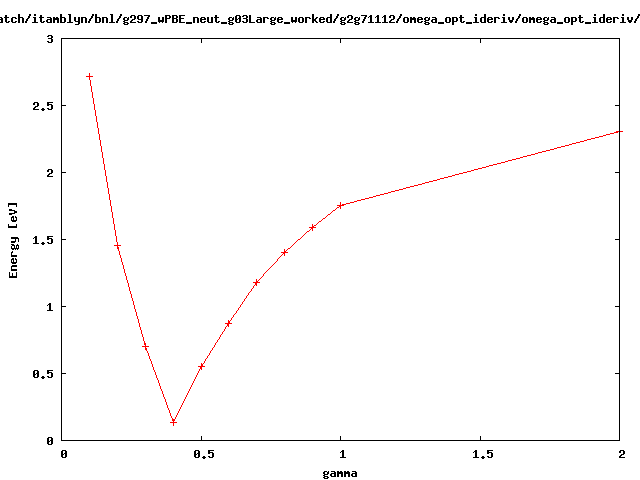 atch/itamblyn/bnl/g297_wPBE_neut_g03Large_worked/g2g71112/omega_opt_ideriv/omega_opt_ideriv/
3
2.5
2
1.5
1
0.5
0
Energy [eV]
0 0.5 1 1.5 2
gamma